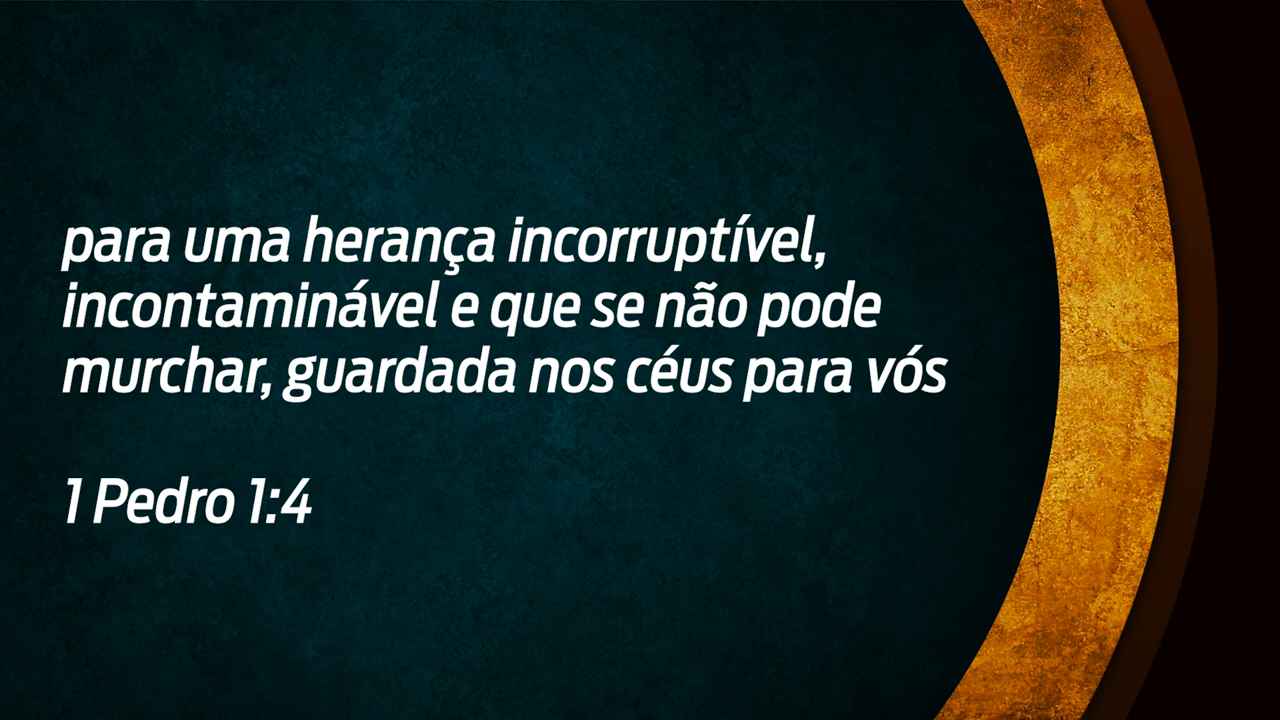 para uma herança incorruptível,
incontaminável e que se não pode
murchar, guardada nos céus para vós
1 Pedro 1:4